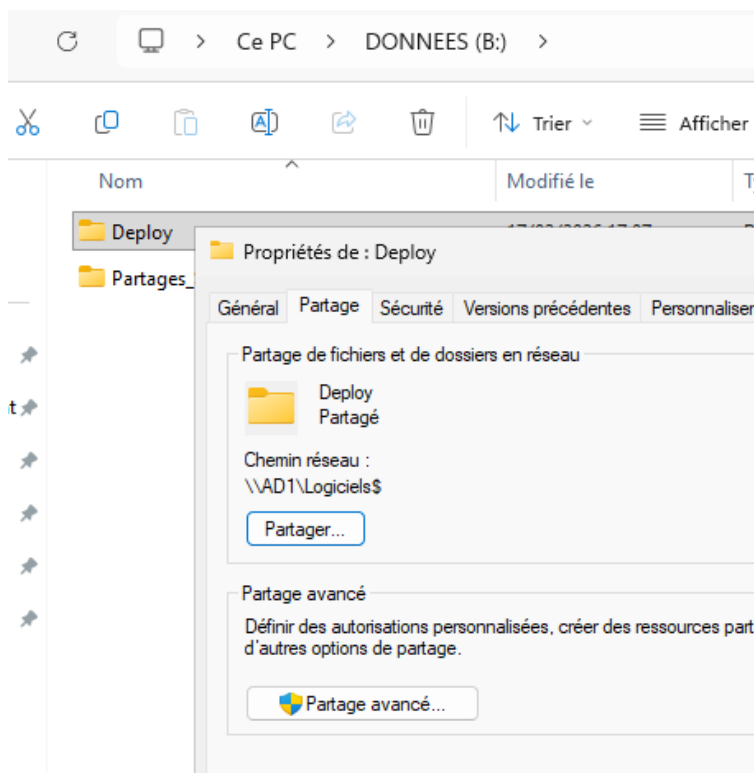 Ce PC > DONNEES (B:) >
Trier
Afficher
Nom
Modifié le
Deploy
Partages_
Propriétés de : Deploy
Général
Partage
Sécurité
Versions précédentes
Personnaliser
Partage de fichiers et de dossiers en réseau
Deploy
Partagé
Chemin réseau :
\\AD1\Logiciels$
Partager...
Partage avancé
Définir des autorisations personnalisées, créer des ressources part
d'autres options de partage.
Partage avancé...